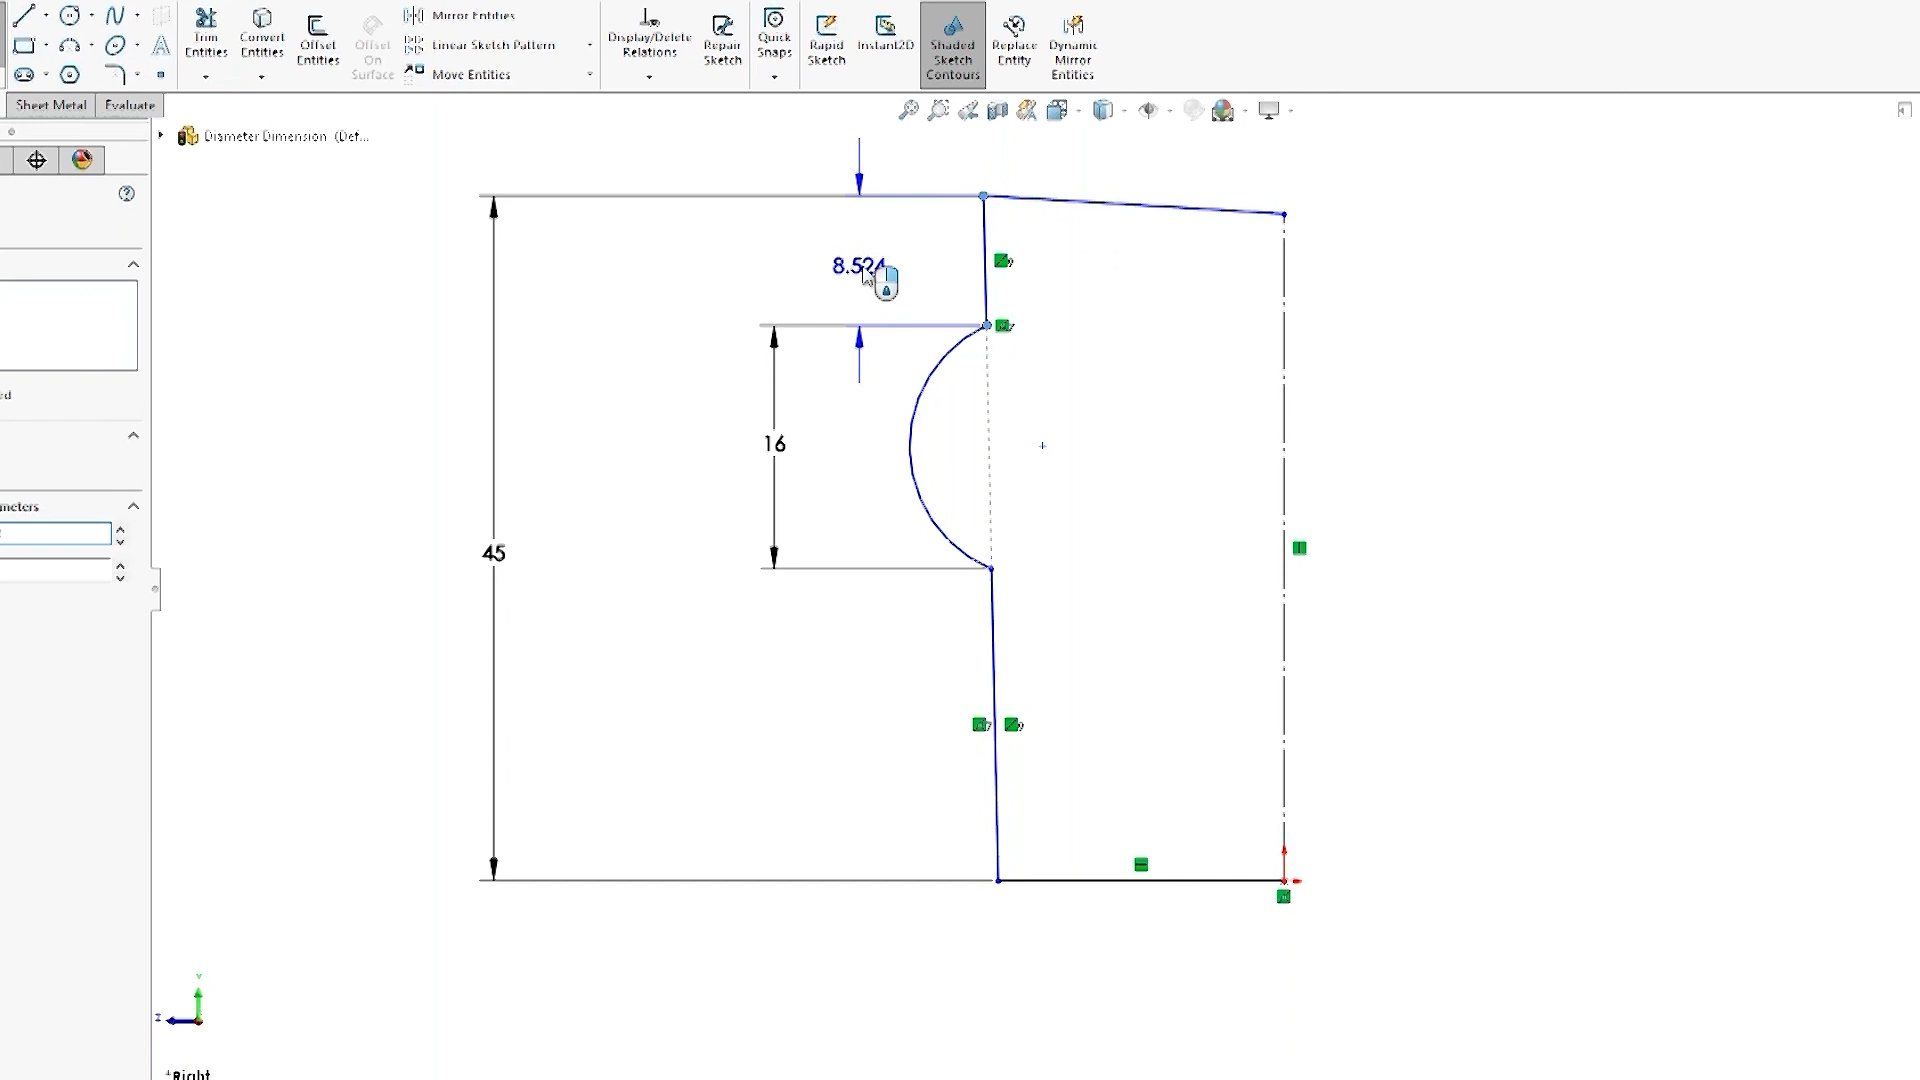 Mirror Entities
Trim Entities
Convert Entities
Offset Entities
Offset On Surface
Linear Sketch Pattern
Move Entities
Display/Delete Relations
Repair Sketch
Quick Snaps
Rapid Sketch
Instant2D
Shaded Sketch Contours
Replace Entity
Dynamic Mirror Entities
Sheet Metal
Evaluate
Diameter Dimension (Def...
8.524
16
45
ed
meters
Y
Z
*Right